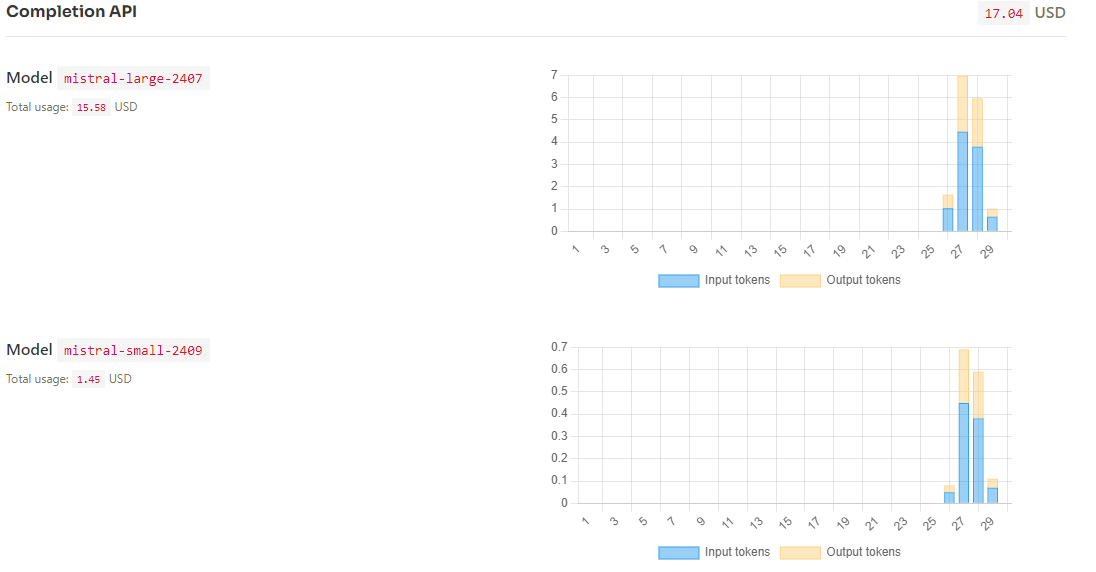 Completion API 17.04 USD
Model mistral-large-2407
Total usage: 15.58 USD
7
6
5
4
3
2
1
0
1 3 5 7 9 11 13 15 17 19 21 23 25 27 29
Input tokens Output tokens
Model mistral-small-2409
Total usage: 1.45 USD
0.7
0.6
0.5
0.4
0.3
0.2
0.1
0
1 3 5 7 9 11 13 15 17 19 21 23 25 27 29
Input tokens Output tokens